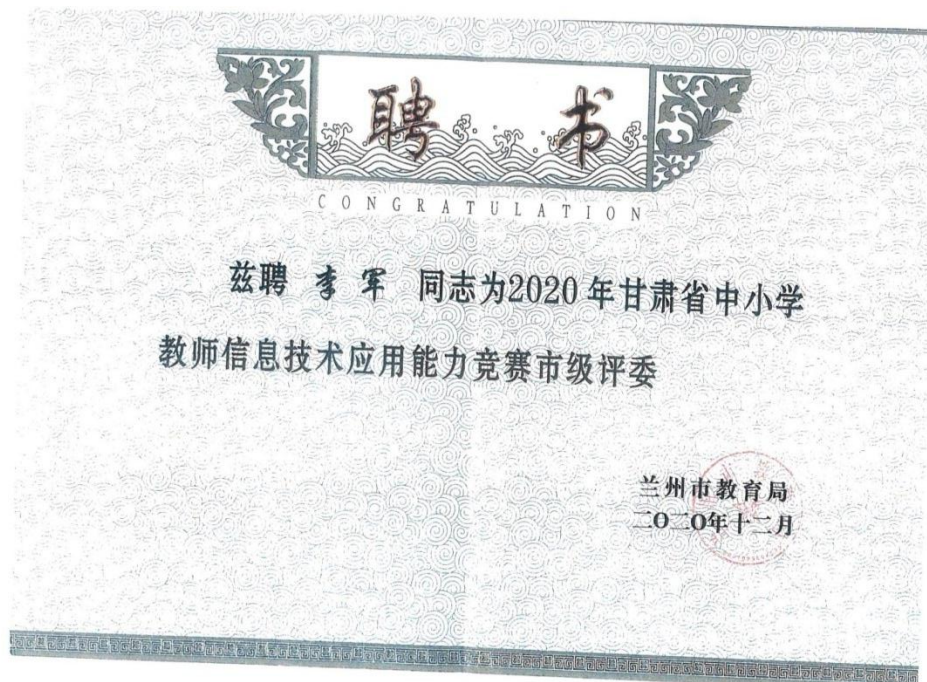 聘 书
CONGRATULATION
兹聘 李军 同志为2020年甘肃省中小学
教师信息技术应用能力竞赛市级评委
兰州市教育局
二〇二〇年十二月